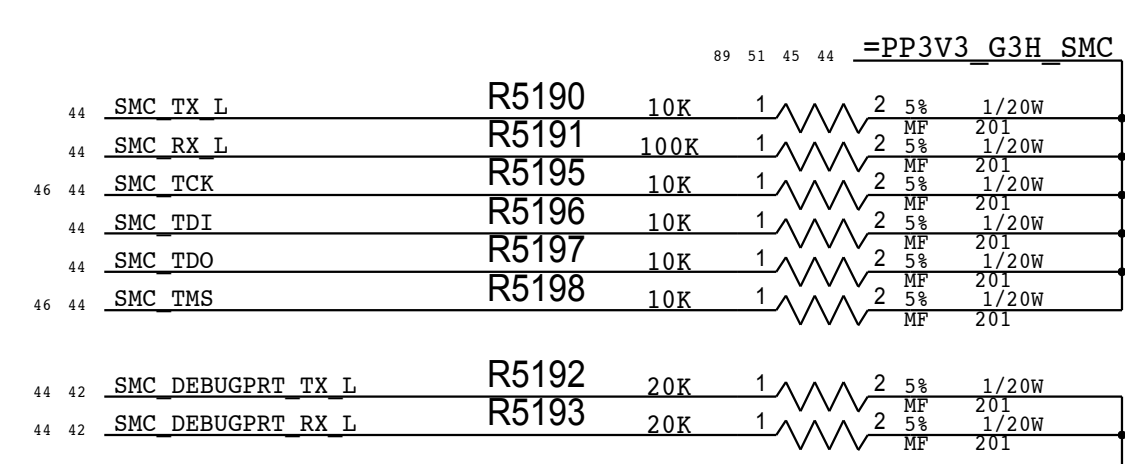 89 51 45 44 =PP3V3_G3H_SMC
44 SMC_TX_L R5190 10K 1 2 5% 1/20W
MF 201
44 SMC_RX_L R5191 100K 1 2 5% 1/20W
MF 201
46 44 SMC_TCK R5195 10K 1 2 5% 1/20W
MF 201
44 SMC_TDI R5196 10K 1 2 5% 1/20W
MF 201
44 SMC_TDO R5197 10K 1 2 5% 1/20W
MF 201
46 44 SMC_TMS R5198 10K 1 2 5% 1/20W
MF 201
44 42 SMC_DEBUGPRT_TX_L R5192 20K 1 2 5% 1/20W
MF 201
44 42 SMC_DEBUGPRT_RX_L R5193 20K 1 2 5% 1/20W
MF 201